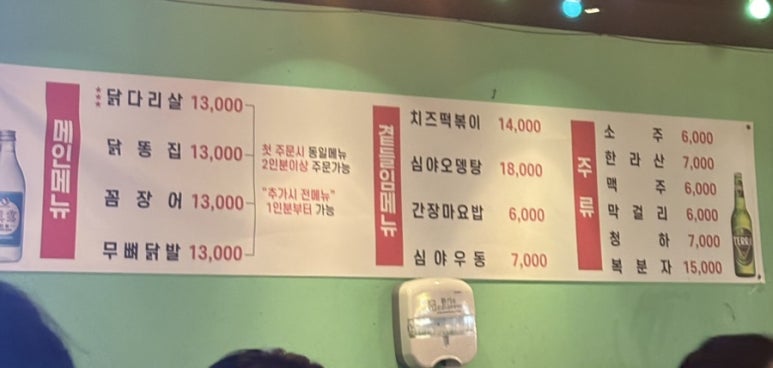 메인메뉴
***닭다리살 13,000
닭똥집 13,000
꼼장어 13,000
무뼈닭발 13,000
첫 주문시 동일메뉴
2인분이상 주문가능
"추가시 전메뉴"
1인분부터 가능
곁들임메뉴
치즈떡볶이 14,000
심야오뎅탕 18,000
간장마요밥 6,000
심야우동 7,000
주류
소주 6,000
한라산 7,000
맥주 6,000
막걸리 6,000
청하 7,000
복분자 15,000
TERRA